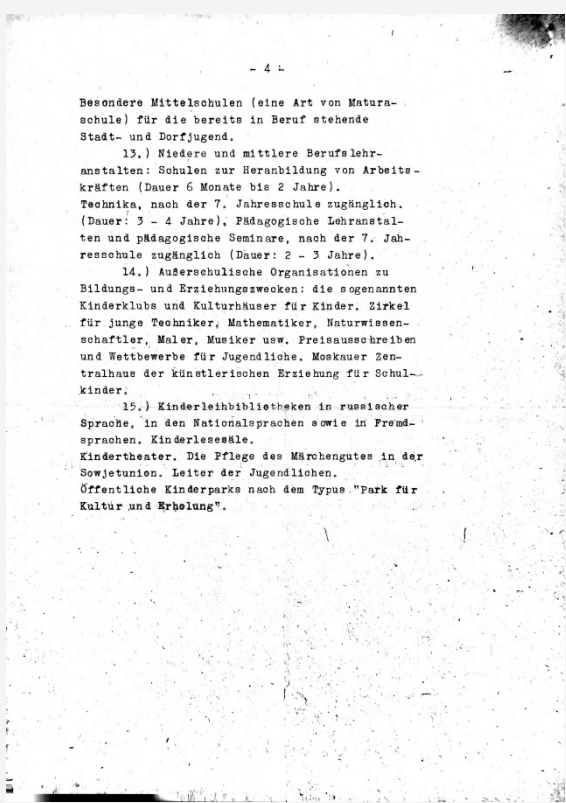 - 4 -
Besondere Mittelschulen (eine Art von Matura-
schule) für die bereits in Beruf stehende
Stadt- und Dorfjugend.
13.) Niedere und mittlere Berufslehr-
anstalten: Schulen zur Heranbildung von Arbeits-
kräften (Dauer 6 Monate bis 2 Jahre).
Technika, nach der 7. Jahresschule zugänglich.
(Dauer: 3 - 4 Jahre), Pädagogische Lehranstal-
ten und pädagogische Seminare, nach der 7. Jah-
resschule zugänglich (Dauer: 2 - 3 Jahre).
14.) Außerschulische Organisationen zu
Bildungs- und Erziehungszwecken: die sogenannten
Kinderklubs und Kulturhäuser für Kinder. Zirkel
für junge Techniker, Mathematiker, Naturwissen-
schaftler, Maler, Musiker usw. Preisausschreiben
und Wettbewerbe für Jugendliche. Moskauer Zen-
tralhaus der künstlerischen Erziehung für Schul-
kinder.
15.) Kinderleihbibliotheken in russischer
Sprache, in den Nationalsprachen sowie in Fremd-
sprachen. Kinderlesesäle.
Kindertheater. Die Pflege des Märchengutes in der
Sowjetunion. Leiter der Jugendlichen.
Öffentliche Kinderparks nach dem Typus "Park für
Kultur und Erholung".